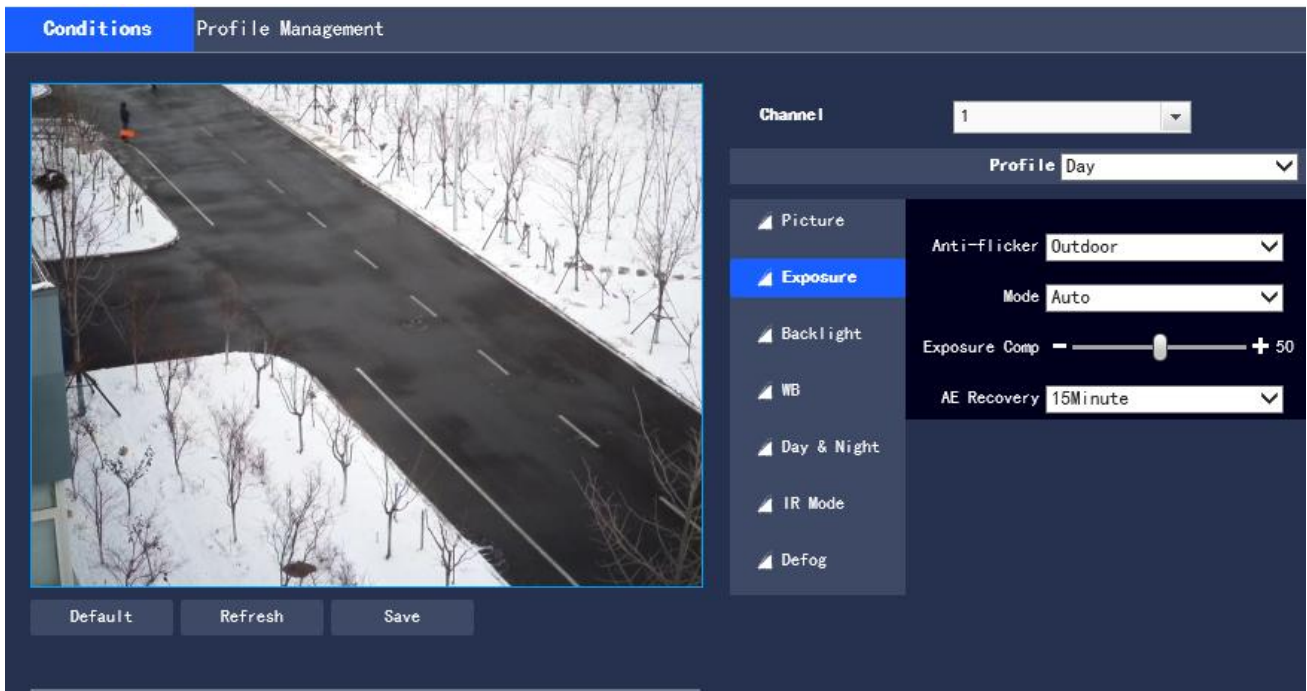 Conditions Profile Management
Channel 1
Profile Day
Picture
Exposure
Backlight
WB
Day & Night
IR Mode
Defog
Anti-flicker Outdoor
Mode Auto
Exposure Comp 50
AE Recovery 15Minute
Default Refresh Save